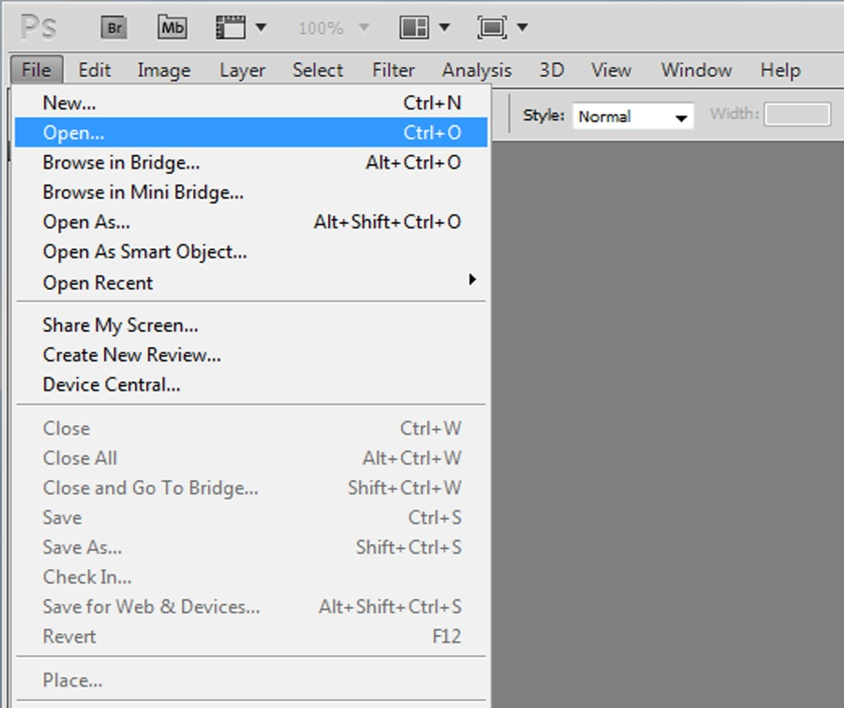 Ps Br Mb 100%
File Edit Image Layer Select Filter Analysis 3D View Window Help
Style: Normal Width:
New... Ctrl+N
Open... Ctrl+O
Browse in Bridge... Alt+Ctrl+O
Browse in Mini Bridge...
Open As... Alt+Shift+Ctrl+O
Open As Smart Object...
Open Recent
Share My Screen...
Create New Review...
Device Central...
Close Ctrl+W
Close All Alt+Ctrl+W
Close and Go To Bridge... Shift+Ctrl+W
Save Ctrl+S
Save As... Shift+Ctrl+S
Check In...
Save for Web & Devices... Alt+Shift+Ctrl+S
Revert F12
Place...